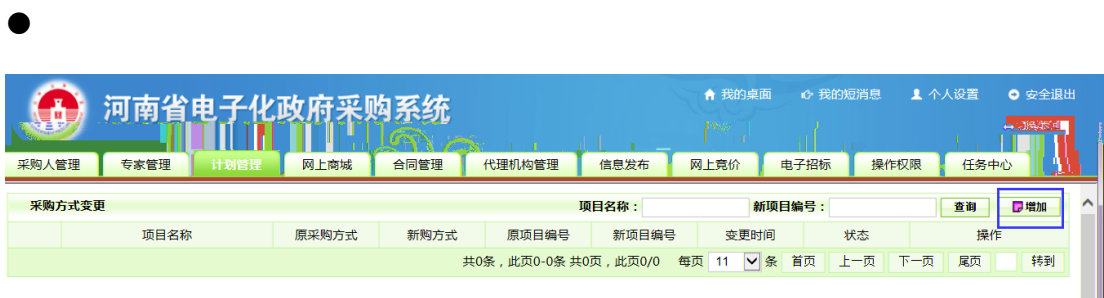 我的桌面 我的短消息 个人设置 安全退出
河南省电子化政府采购系统
采购人管理 专家管理 计划管理 网上商城 合同管理 代理机构管理 信息发布 网上竞价 电子招标 操作权限 任务中心
采购方式变更 项目名称： 新项目编号： 查询 增加
项目名称 原采购方式 新购方式 原项目编号 新项目编号 变更时间 状态 操作
共0条，此页0-0条 共0页，此页0/0 每页 11 条 首页 上一页 下一页 尾页 转到